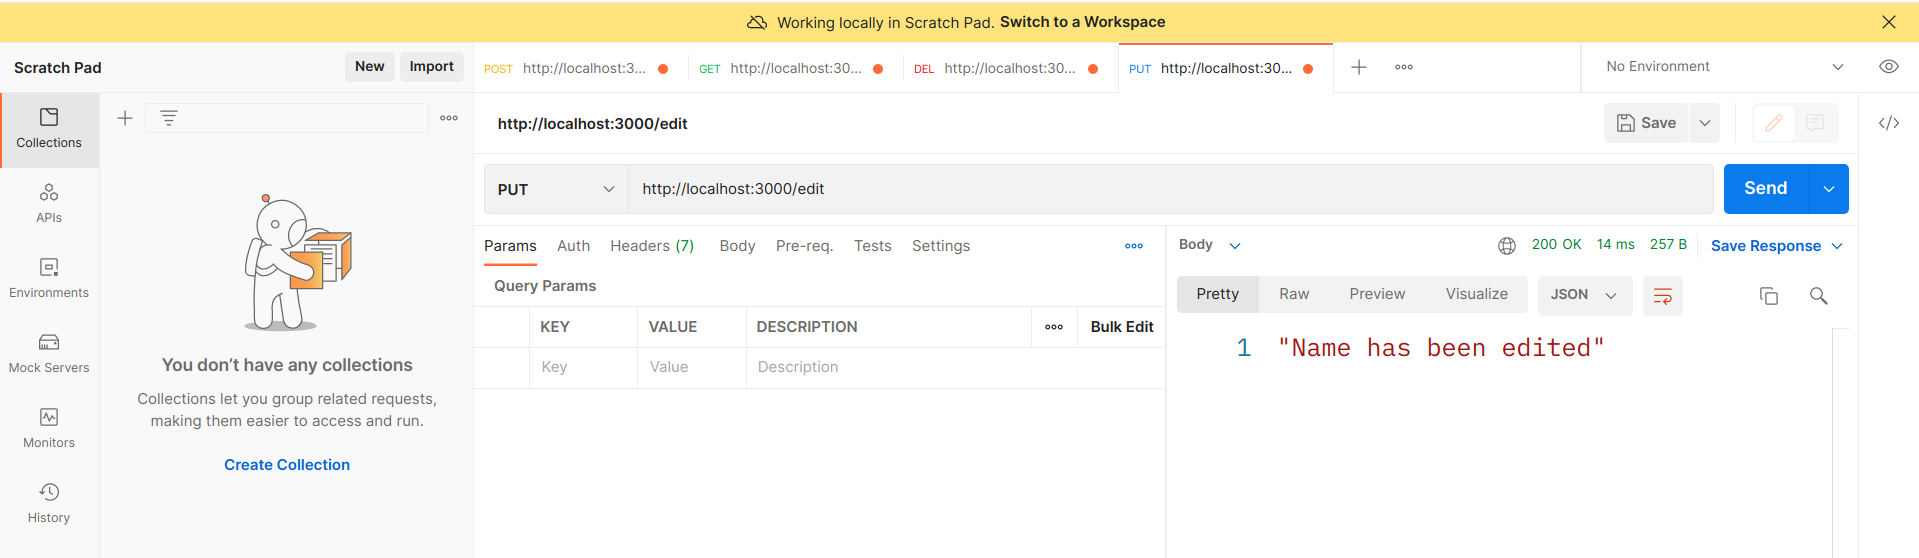 Working locally in Scratch Pad. Switch to a Workspace
Scratch Pad
New
Import
POST http://localhost:3...
GET http://localhost:30...
DEL http://localhost:30...
PUT http://localhost:30...
No Environment
Collections
APIs
Environments
Mock Servers
Monitors
History
You don’t have any collections
Collections let you group related requests,
making them easier to access and run.
Create Collection
http://localhost:3000/edit
Save
PUT
http://localhost:3000/edit
Send
Params Auth Headers (7) Body Pre-req. Tests Settings
Query Params
KEY VALUE DESCRIPTION Bulk Edit
Key Value Description
Body
200 OK 14 ms 257 B Save Response
Pretty Raw Preview Visualize JSON
1 "Name has been edited"